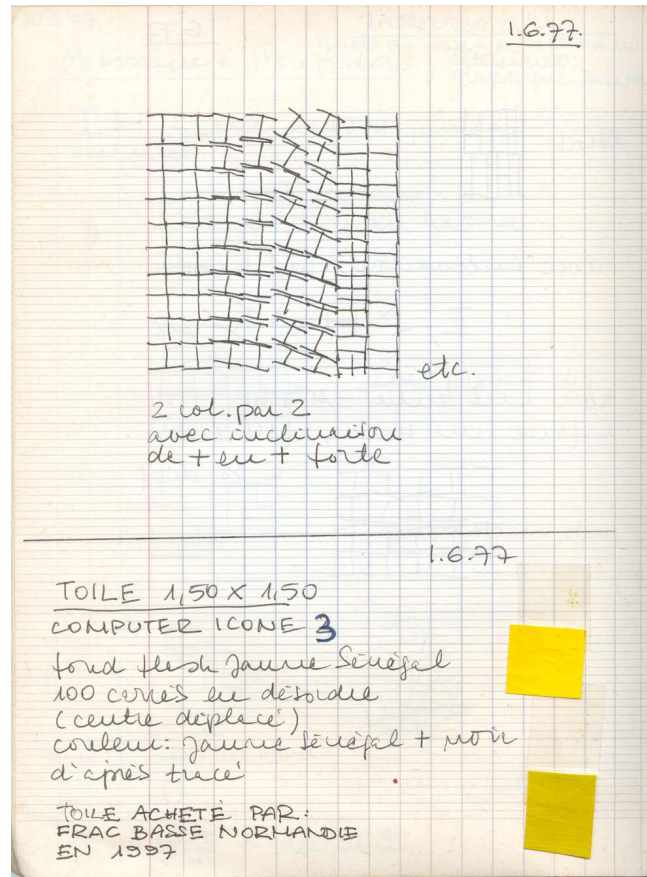 1.6.77.
etc.
2 col. par 2
avec inclinaison
de + en + forte
1.6.77
TOILE 1,50 x 1,50
COMPUTER ICONE 3
fond flesh Jaune Sénégal
100 carrés en désordre
(centre déplacé)
couleur: Jaune Sénégal + noir
d'après tracé
TOILE ACHETÉ PAR:
FRAC BASSE NORMANDIE
EN 1997